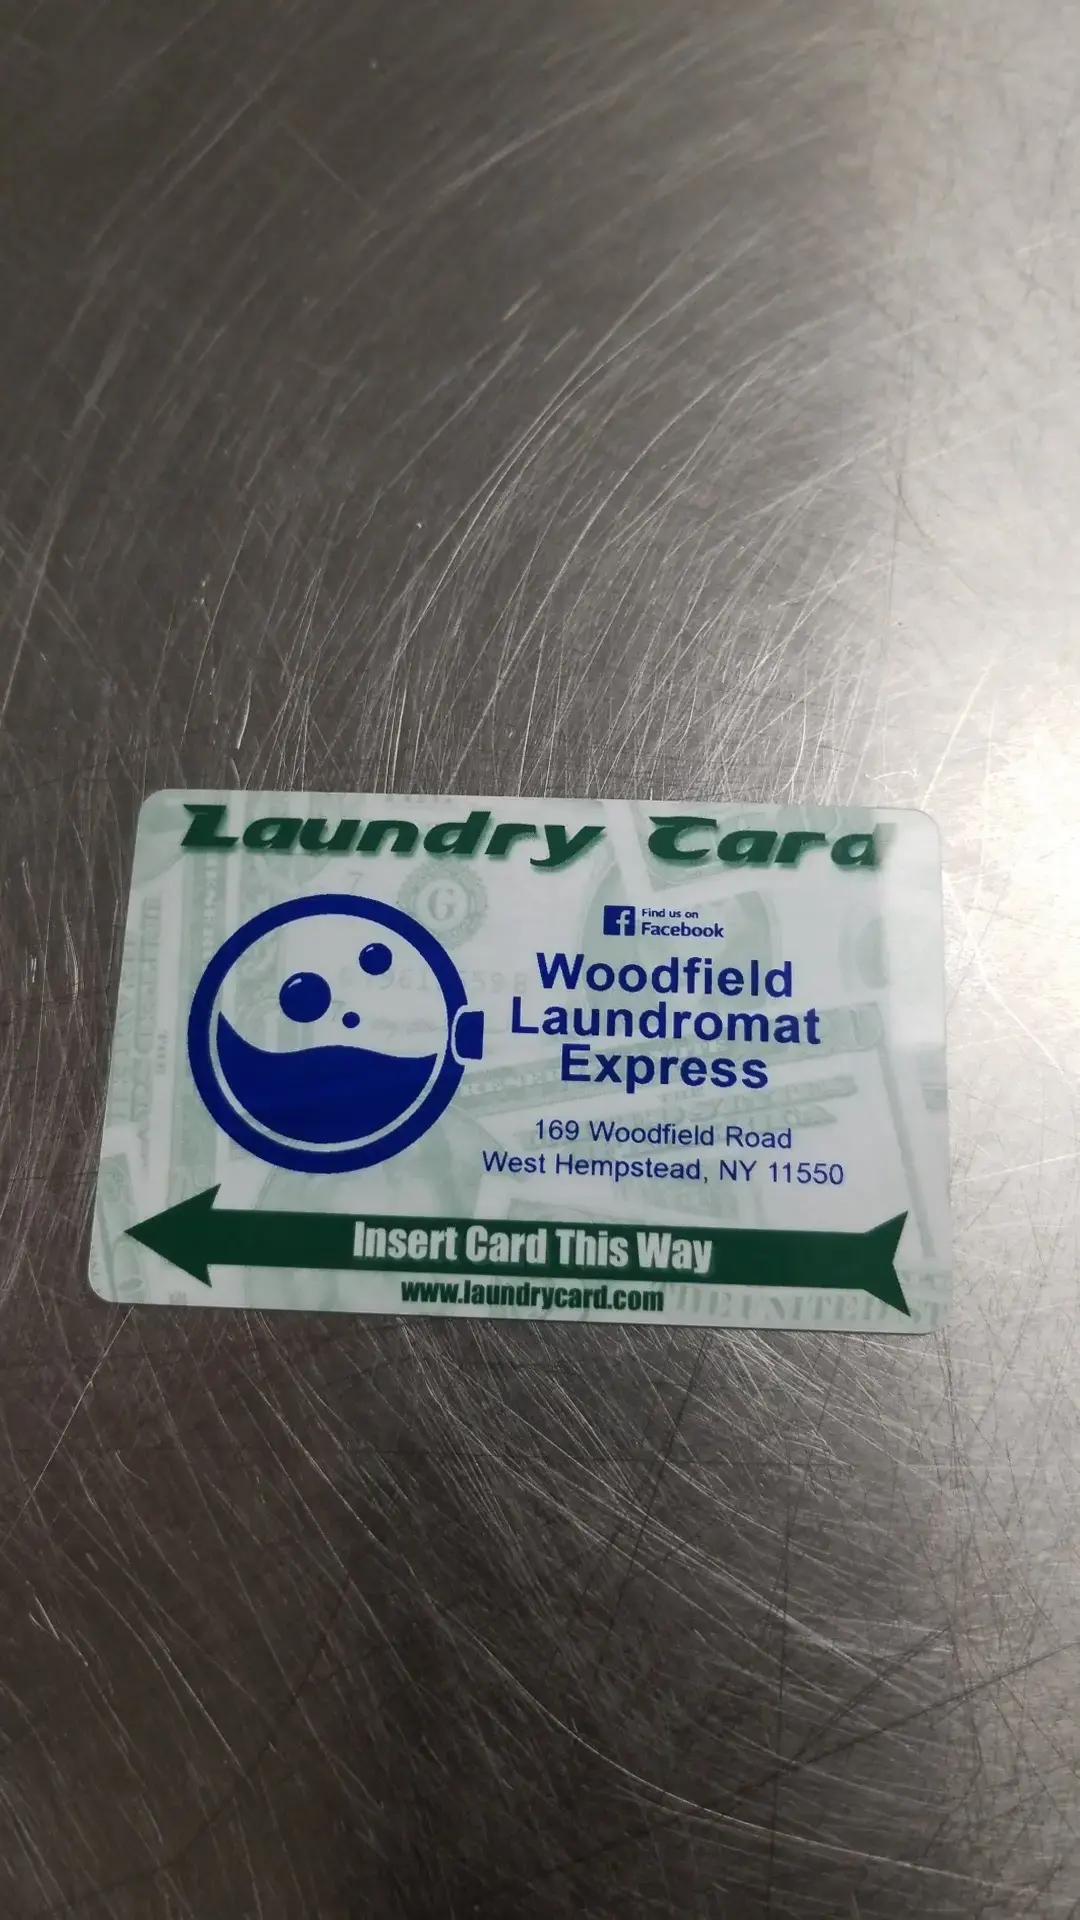 Laundry Card
Find us on
Facebook
Woodfield
Laundromat
Express
169 Woodfield Road
West Hempstead, NY 11550
Insert Card This Way
www.laundrycard.com